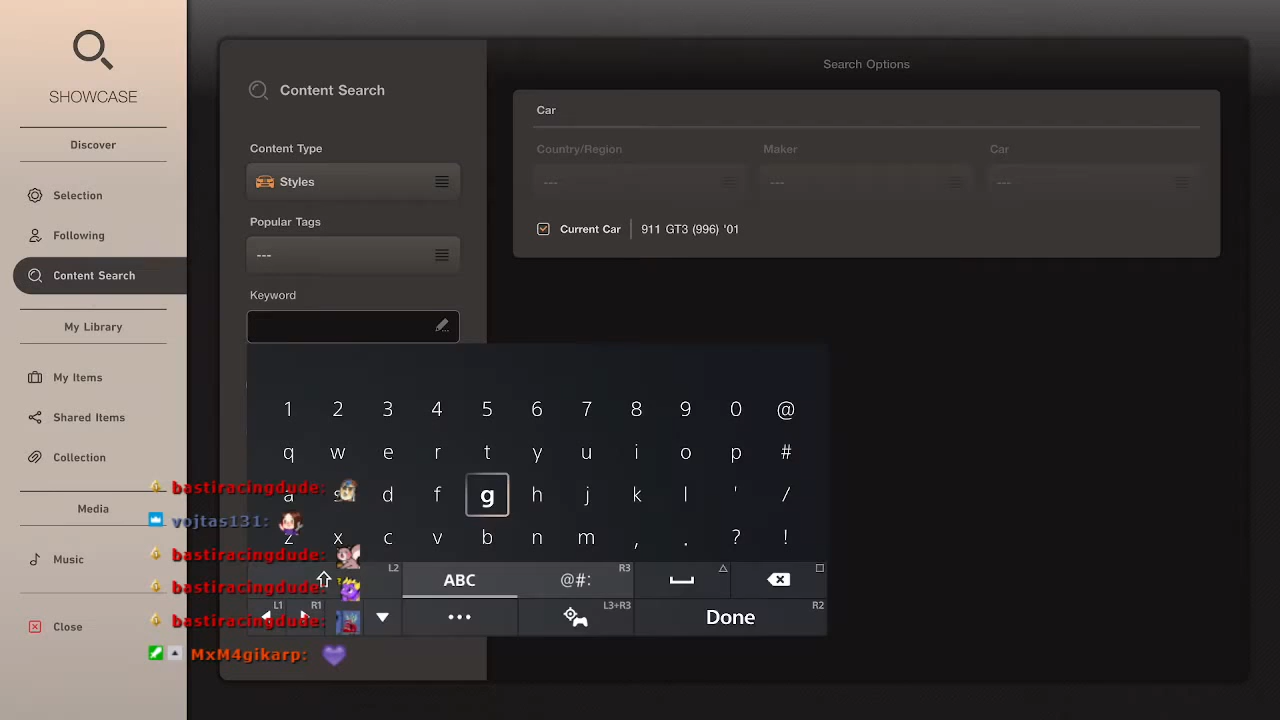 SHOWCASE
Discover
Selection
Following
Content Search
My Library
My Items
Shared Items
Collection
Media
Music
Close
Content Search
Content Type
Styles
Popular Tags
---
Keyword
Search Options
Car
Country/Region Maker Car
--- --- ---
Current Car 911 GT3 (996) '01
1 2 3 4 5 6 7 8 9 0 @
q w e r t y u i o p #
a s d f g h j k l ' /
z x c v b n m , . ? !
L2 ABC @#: R3 △ □
L1 R1 ... L3+R3 Done R2
bastiracingdude:
vojtas131:
bastiracingdude:
bastiracingdude:
bastiracingdude:
MxM4gikarp: